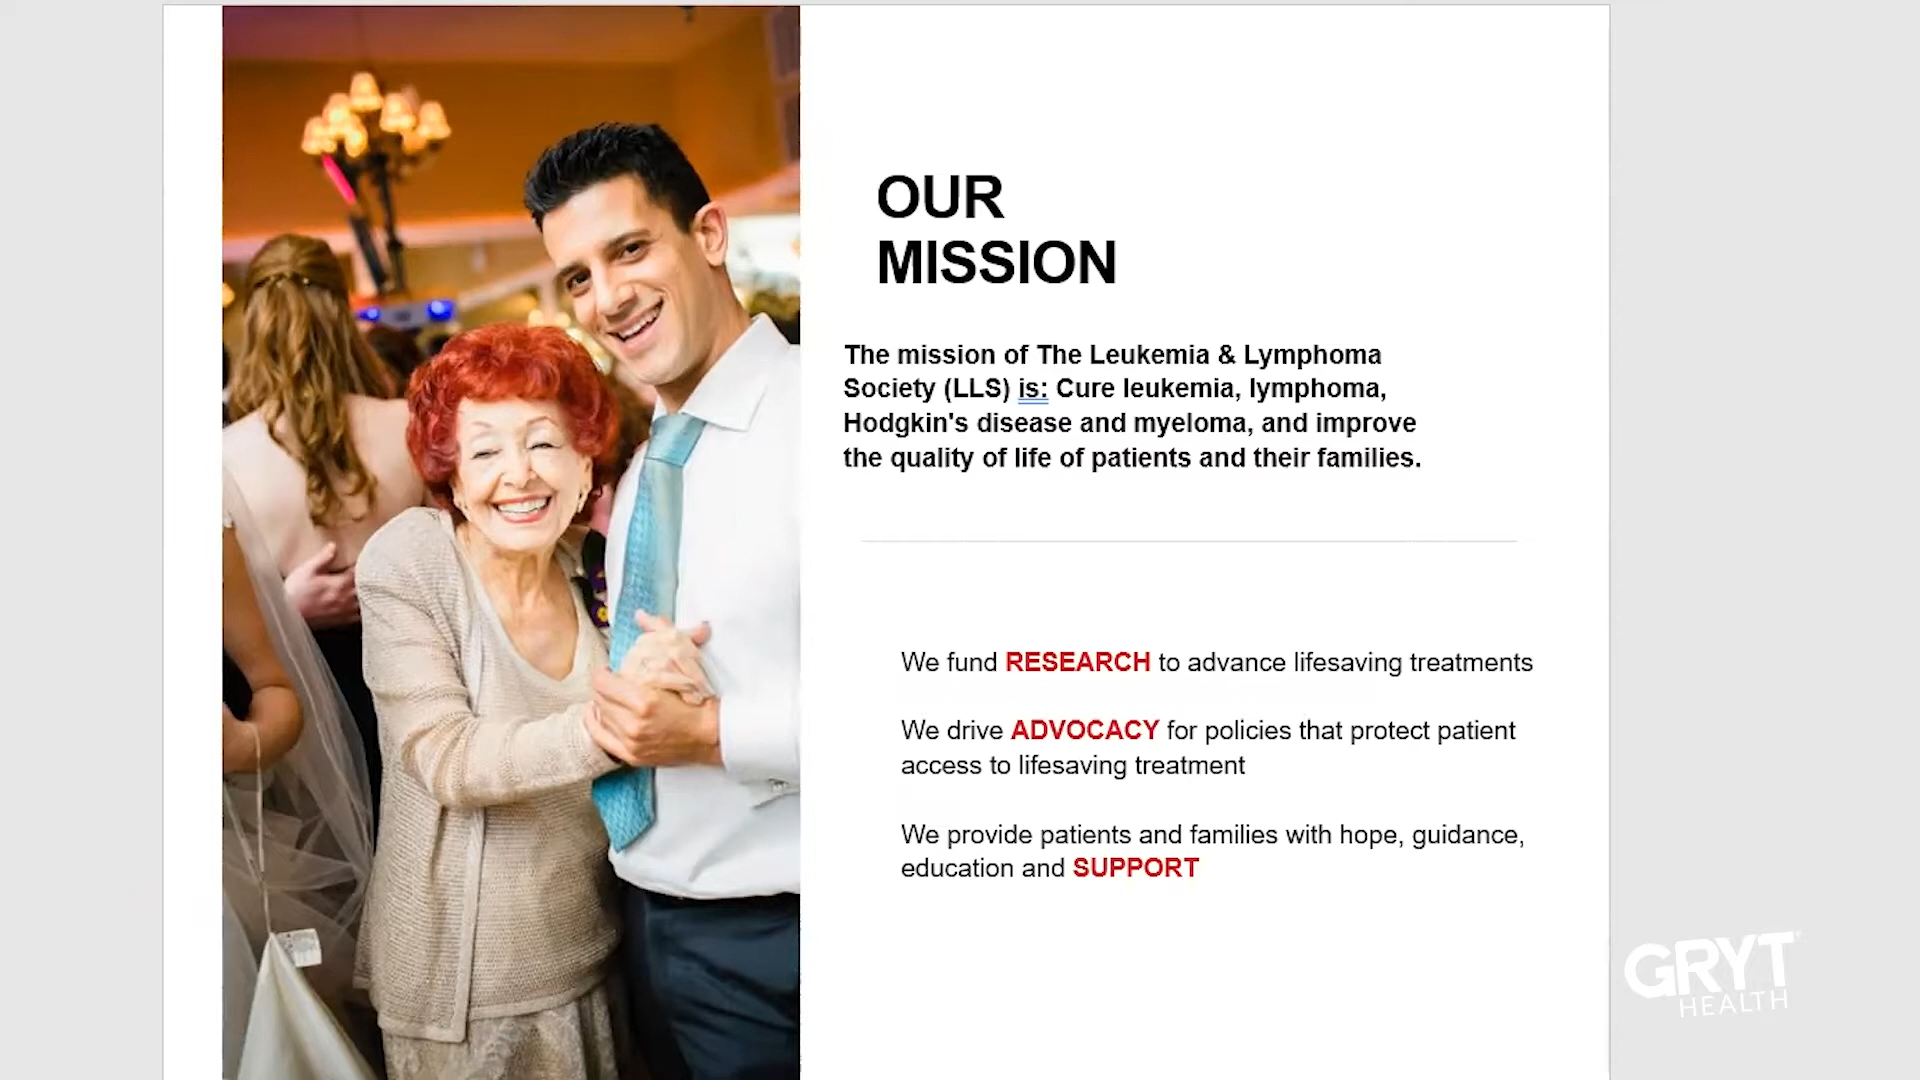 OUR
MISSION
The mission of The Leukemia & Lymphoma
Society (LLS) is: Cure leukemia, lymphoma,
Hodgkin's disease and myeloma, and improve
the quality of life of patients and their families.
We fund RESEARCH to advance lifesaving treatments
We drive ADVOCACY for policies that protect patient
access to lifesaving treatment
We provide patients and families with hope, guidance,
education and SUPPORT
GRYT
HEALTH